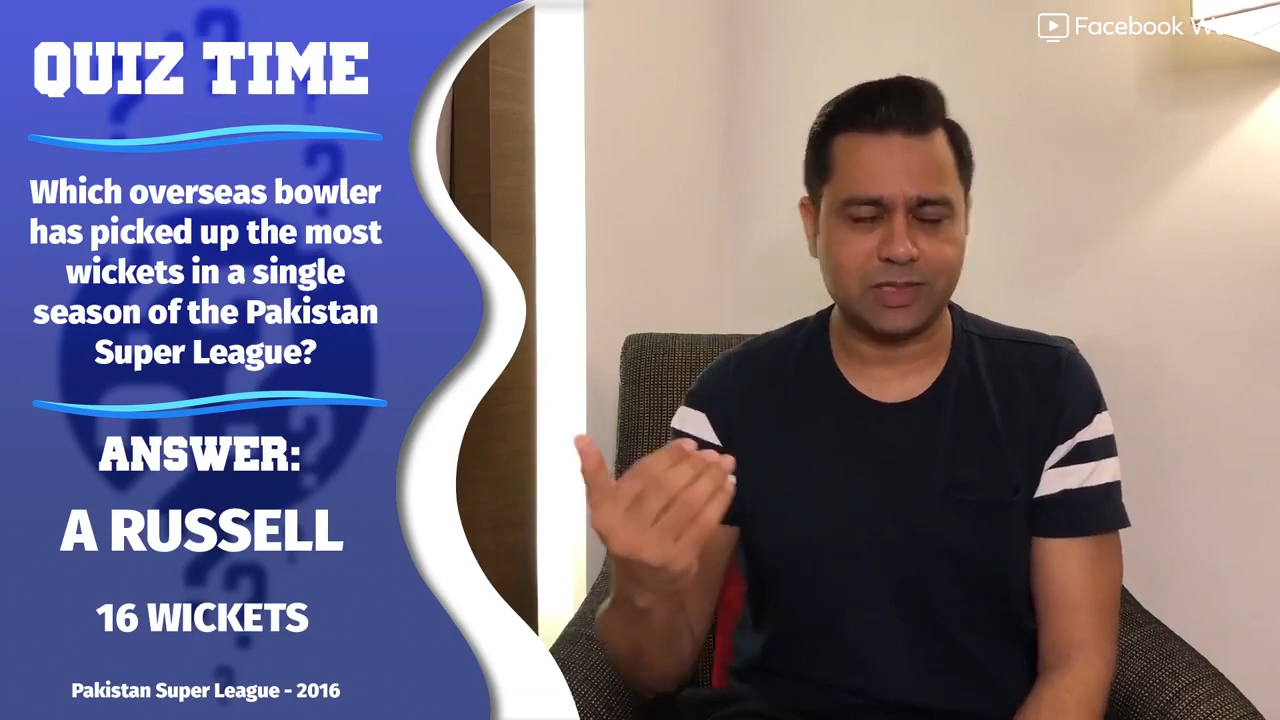 QUIZ TIME
Which overseas bowler
has picked up the most
wickets in a single
season of the Pakistan
Super League?
ANSWER:
A RUSSELL
16 WICKETS
Pakistan Super League - 2016
Facebook